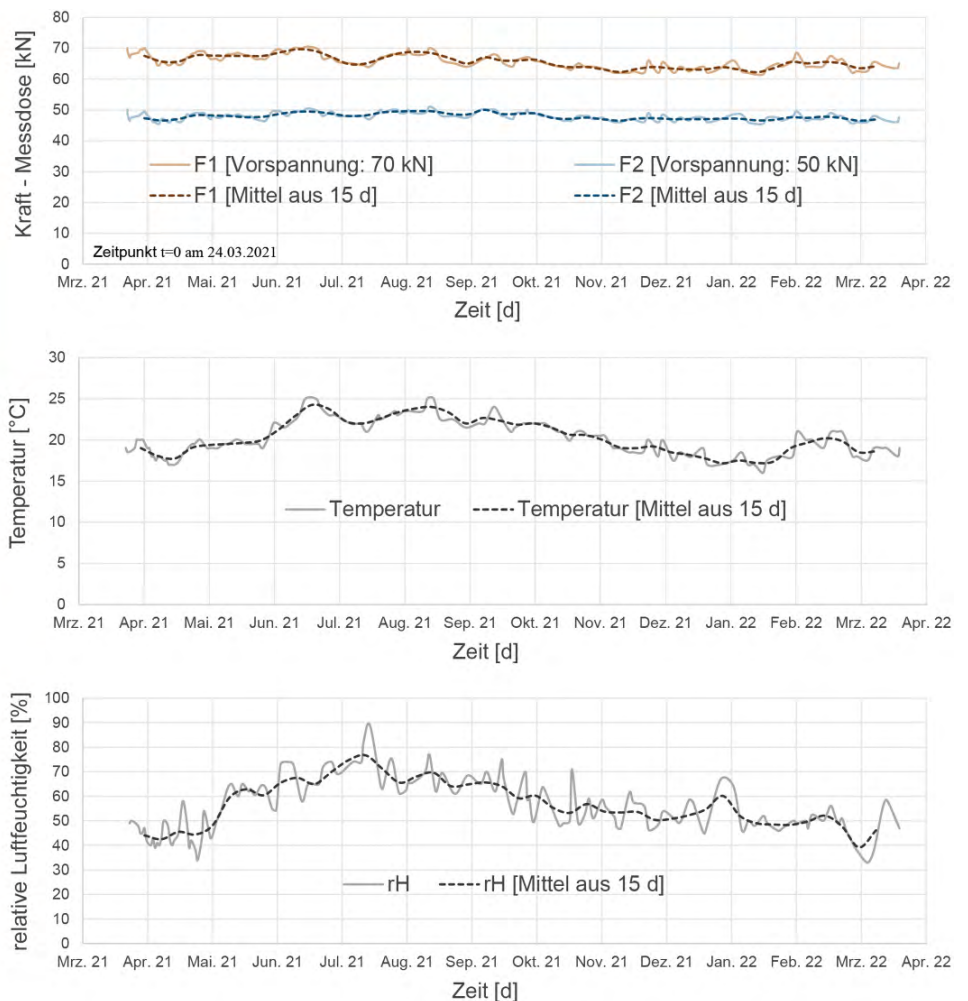 Kraft - Messdose [kN]
80
70
60
50
40
30
20
10
0
F1 [Vorspannung: 70 kN]
F2 [Vorspannung: 50 kN]
F1 [Mittel aus 15 d]
F2 [Mittel aus 15 d]
Zeitpunkt t=0 am 24.03.2021
Mrz. 21 Apr. 21 Mai. 21 Jun. 21 Jul. 21 Aug. 21 Sep. 21 Okt. 21 Nov. 21 Dez. 21 Jan. 22 Feb. 22 Mrz. 22 Apr. 22
Zeit [d]
Temperatur [°C]
30
25
20
15
10
5
0
Temperatur
Temperatur [Mittel aus 15 d]
Mrz. 21 Apr. 21 Mai. 21 Jun. 21 Jul. 21 Aug. 21 Sep. 21 Okt. 21 Nov. 21 Dez. 21 Jan. 22 Feb. 22 Mrz. 22 Apr. 22
Zeit [d]
relative Luftfeuchtigkeit [%]
100
90
80
70
60
50
40
30
20
10
0
rH
rH [Mittel aus 15 d]
Mrz. 21 Apr. 21 Mai. 21 Jun. 21 Jul. 21 Aug. 21 Sep. 21 Okt. 21 Nov. 21 Dez. 21 Jan. 22 Feb. 22 Mrz. 22 Apr. 22
Zeit [d]